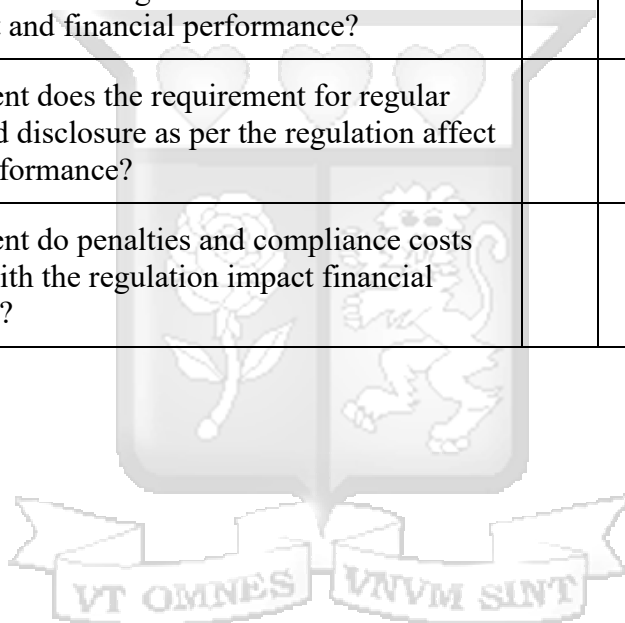 t and financial performance?
ent does the requirement for regular
d disclosure as per the regulation affect
formance?
ent do penalties and compliance costs
ith the regulation impact financial
?
VT OMNES VNVM SINT